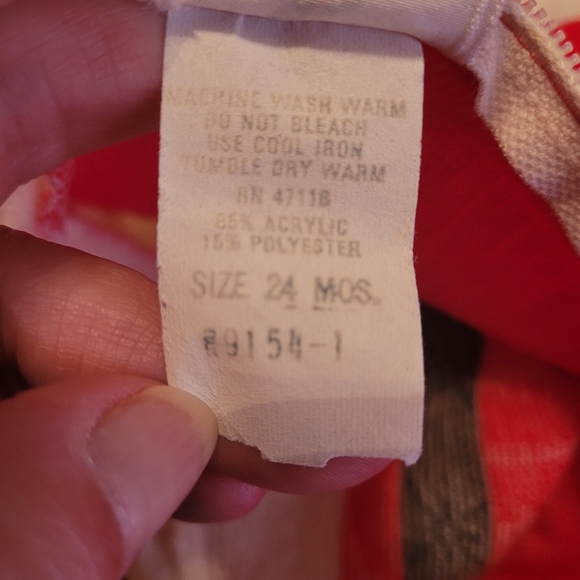 MACHINE WASH WARM
DO NOT BLEACH
USE COOL IRON
TUMBLE DRY WARM
RN 47116
85% ACRYLIC
15% POLYESTER
SIZE 24 MOS.
9154-1